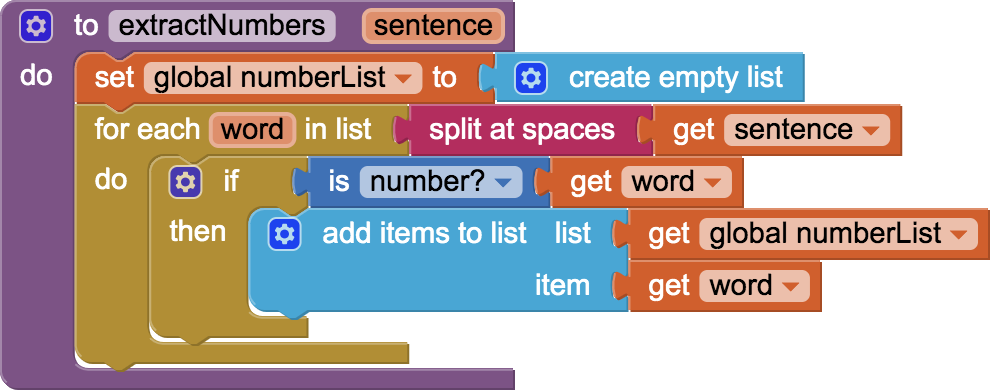 to extractNumbers sentence
do set global numberList to create empty list
for each word in list split at spaces get sentence
do if is number? get word
then add items to list list get global numberList
item get word